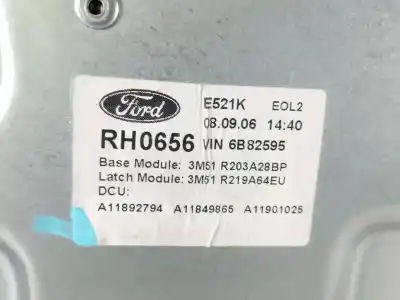 Ford E521K EOL2
08.09.06 14:40
RH0656 VIN 6B82595
Base Module: 3M51 R203A28BP
Latch Module: 3M51 R219A64EU
DCU:
A11892794 A11849865 A11901025